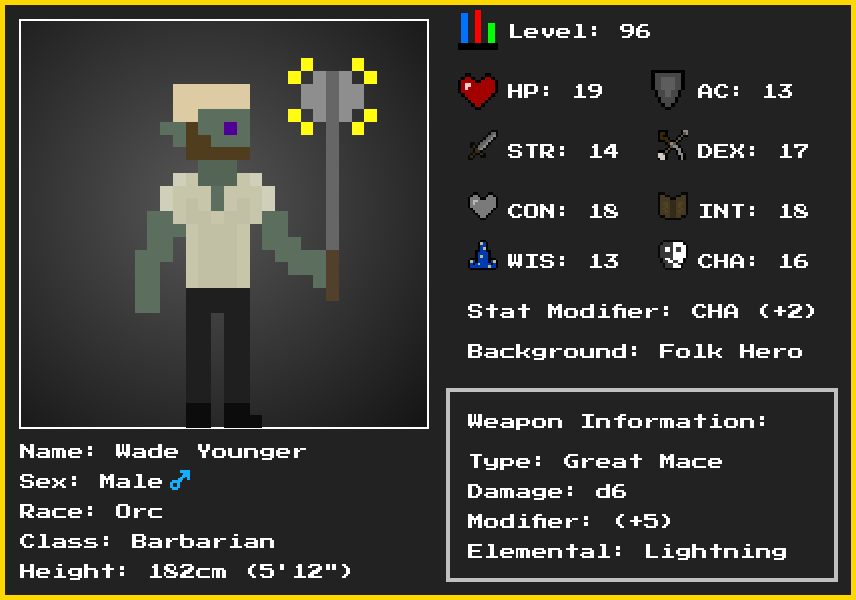 Level: 96
HP: 19 AC: 13
STR: 14 DEX: 17
CON: 18 INT: 18
WIS: 13 CHA: 16
Stat Modifier: CHA (+2)
Background: Folk Hero
Weapon Information:
Type: Great Mace
Damage: d6
Modifier: (+5)
Elemental: Lightning
Name: Wade Younger
Sex: Male ♂
Race: Orc
Class: Barbarian
Height: 182cm (5'12")